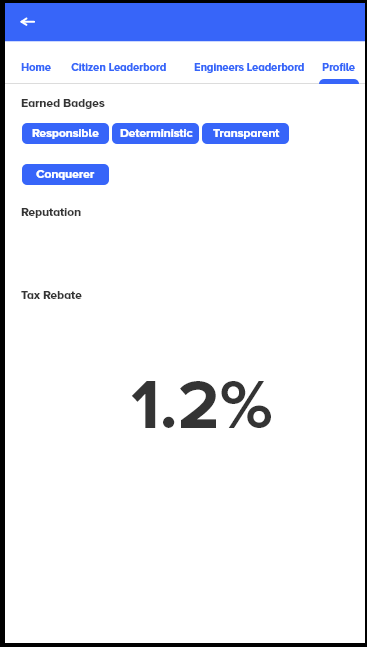 Home Citizen Leaderbord Engineers Leaderbord Profile
Earned Badges
Responsible Deterministic Transparent
Conquerer
Reputation
Tax Rebate
1.2%